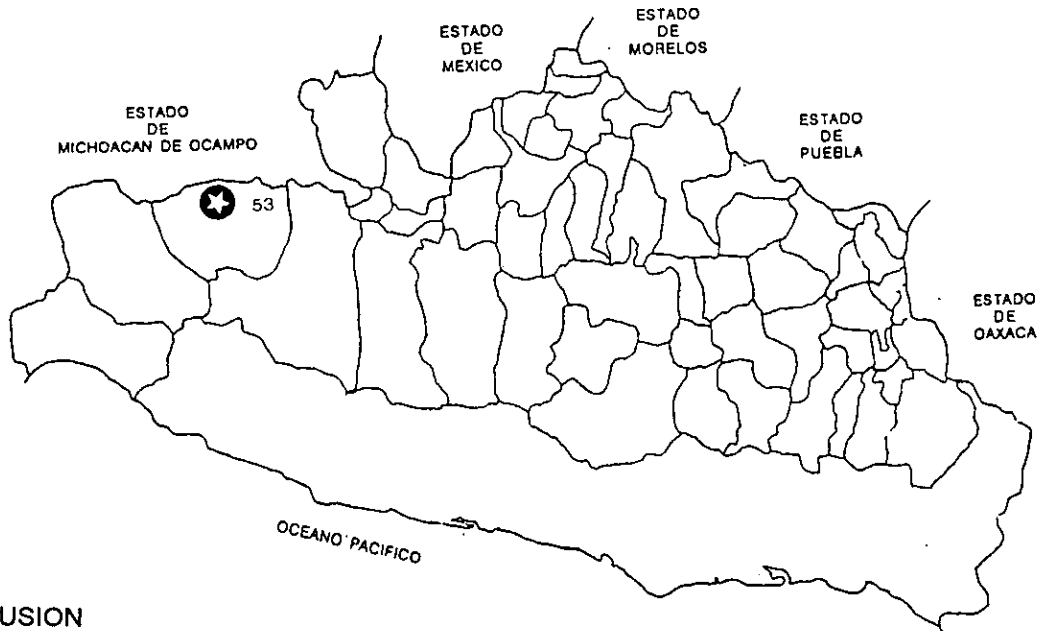 ESTADO
DE
MEXICO
ESTADO
DE
MORELOS
ESTADO
DE
MICHOACAN DE OCAMPO
ESTADO
DE
PUEBLA
53
ESTADO
DE
OAXACA
OCEANO PACIFICO
USION